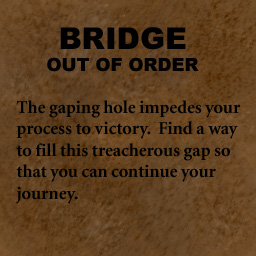 BRIDGE
OUT OF ORDER
The gaping hole impedes your
process to victory.  Find a way
to fill this treacherous gap so
that you can continue your
journey.